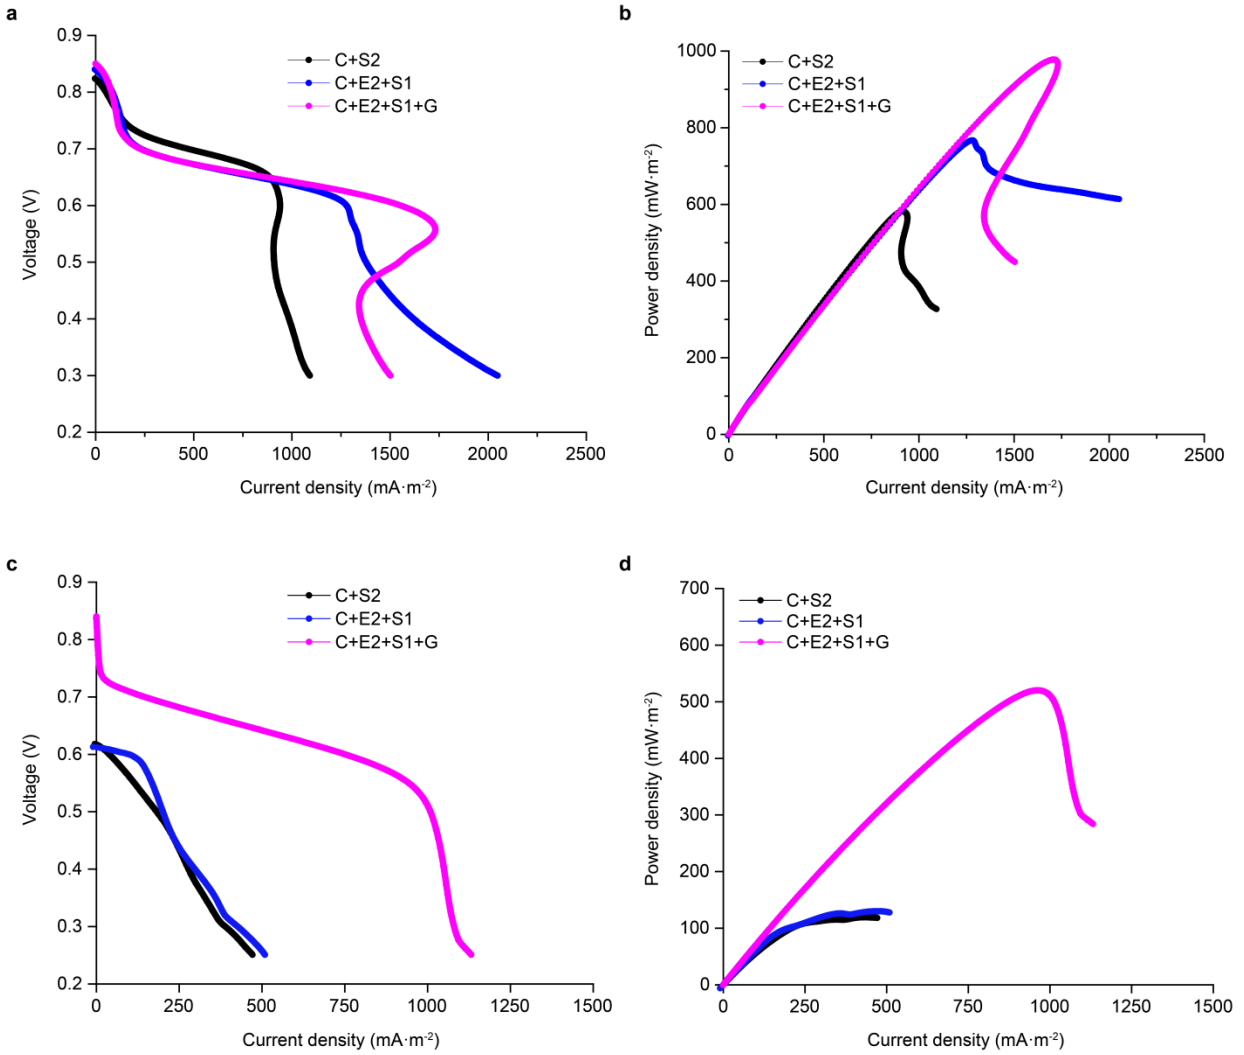 a
0.9
0.8
0.7
0.6
0.5
0.4
0.3
0.2
Voltage (V)
C+S2
C+E2+S1
C+E2+S1+G
0 500 1000 1500 2000 2500
Current density (mA·m⁻²)
b
1000
800
600
400
200
0
Power density (mW·m⁻²)
C+S2
C+E2+S1
C+E2+S1+G
0 500 1000 1500 2000 2500
Current density (mA·m⁻²)
c
0.9
0.8
0.7
0.6
0.5
0.4
0.3
0.2
Voltage (V)
C+S2
C+E2+S1
C+E2+S1+G
0 250 500 750 1000 1500
Current density (mA·m⁻²)
d
700
600
500
400
300
200
100
0
Power density (mW·m⁻²)
C+S2
C+E2+S1
C+E2+S1+G
0 250 500 750 1000 1250 1500
Current density (mA·m⁻²)